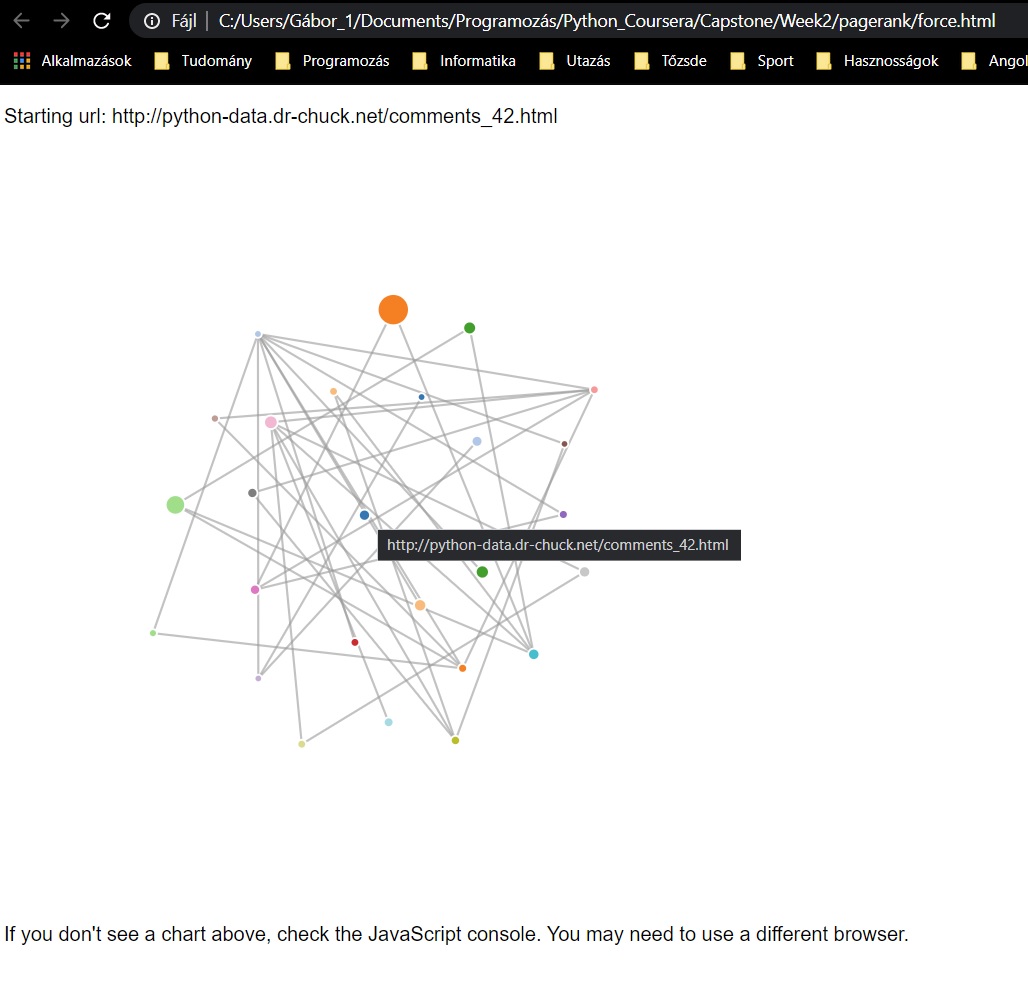 Fájl | C:/Users/Gábor_1/Documents/Programozás/Python_Coursera/Capstone/Week2/pagerank/force.html
Alkalmazások Tudomány Programozás Informatika Utazás Tőzsde Sport Hasznosságok Angol
Starting url: http://python-data.dr-chuck.net/comments_42.html
http://python-data.dr-chuck.net/comments_42.html
If you don't see a chart above, check the JavaScript console. You may need to use a different browser.